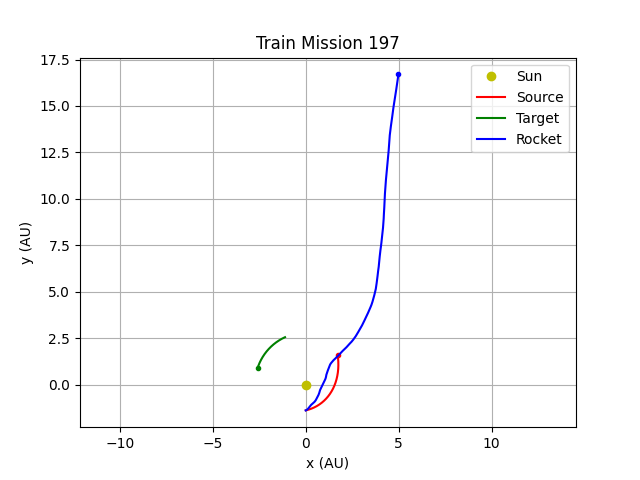 Train Mission 197
17.5
15.0
12.5
10.0
7.5
5.0
2.5
0.0
y (AU)
Sun
Source
Target
Rocket
−10
−5
0
5
10
x (AU)